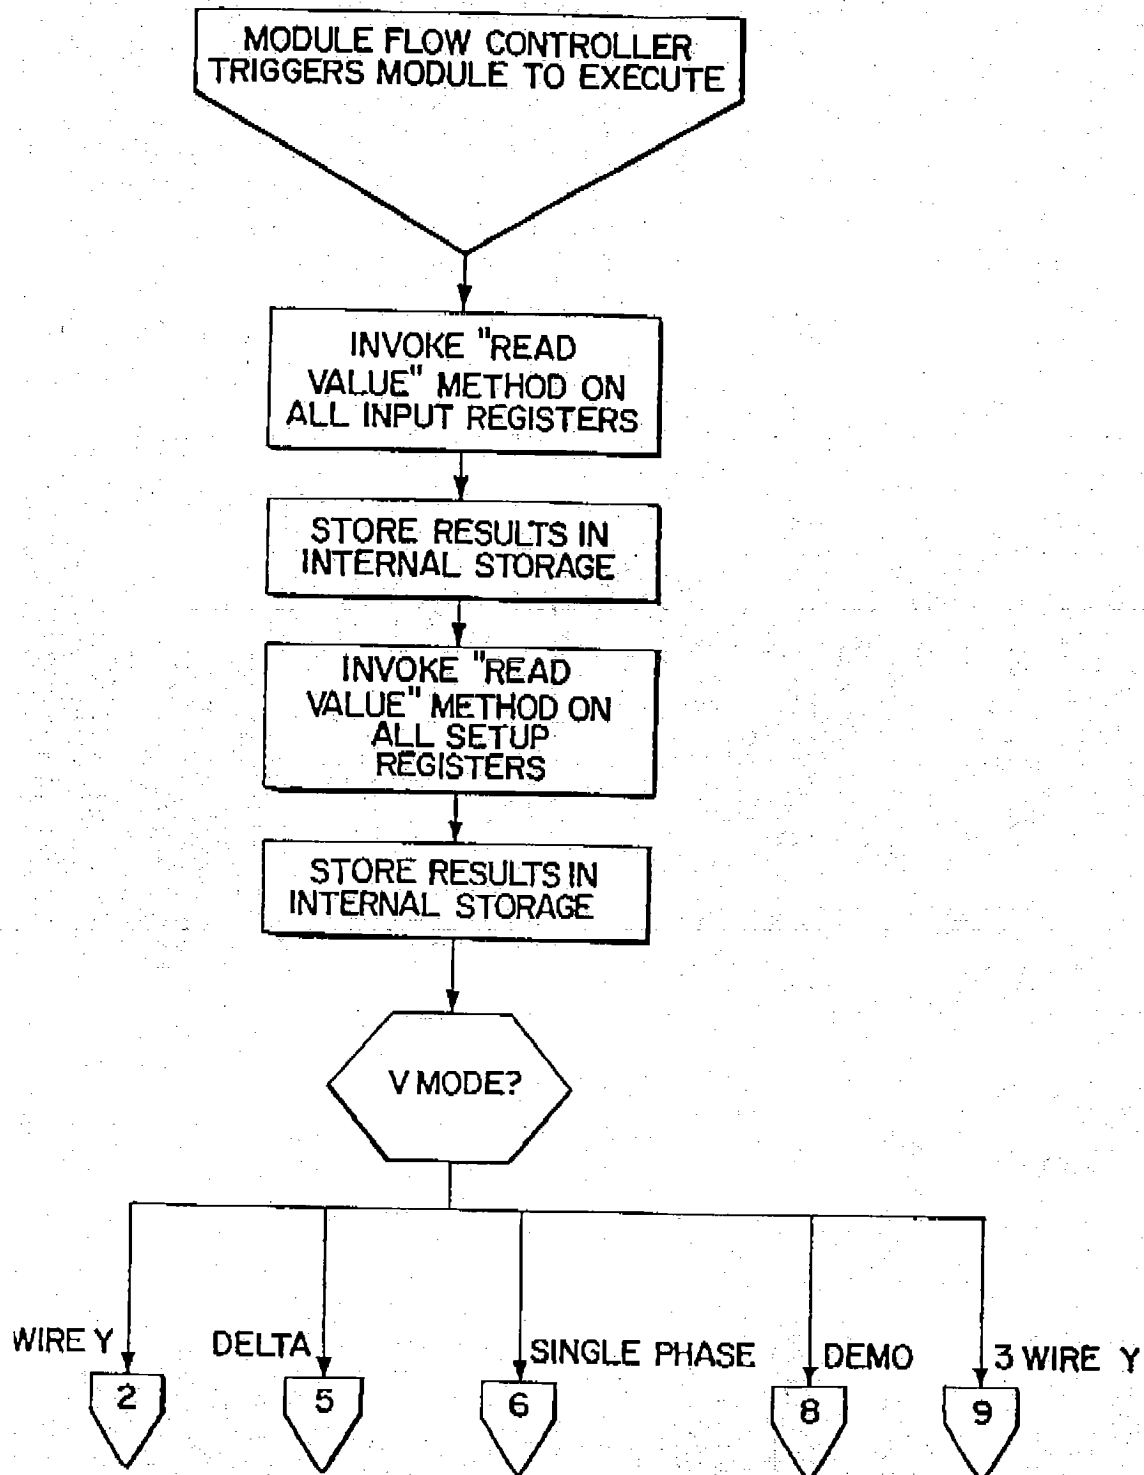 MODULE FLOW CONTROLLER
TRIGGERS MODULE TO EXECUTE
INVOKE "READ
VALUE" METHOD ON
ALL INPUT REGISTERS
STORE RESULTS IN
INTERNAL STORAGE
INVOKE "READ
VALUE" METHOD ON
ALL SETUP
REGISTERS
STORE RESULTS IN
INTERNAL STORAGE
V MODE?
WIRE Y
DELTA
SINGLE PHASE
DEMO
3 WIRE Y
2
5
6
8
9